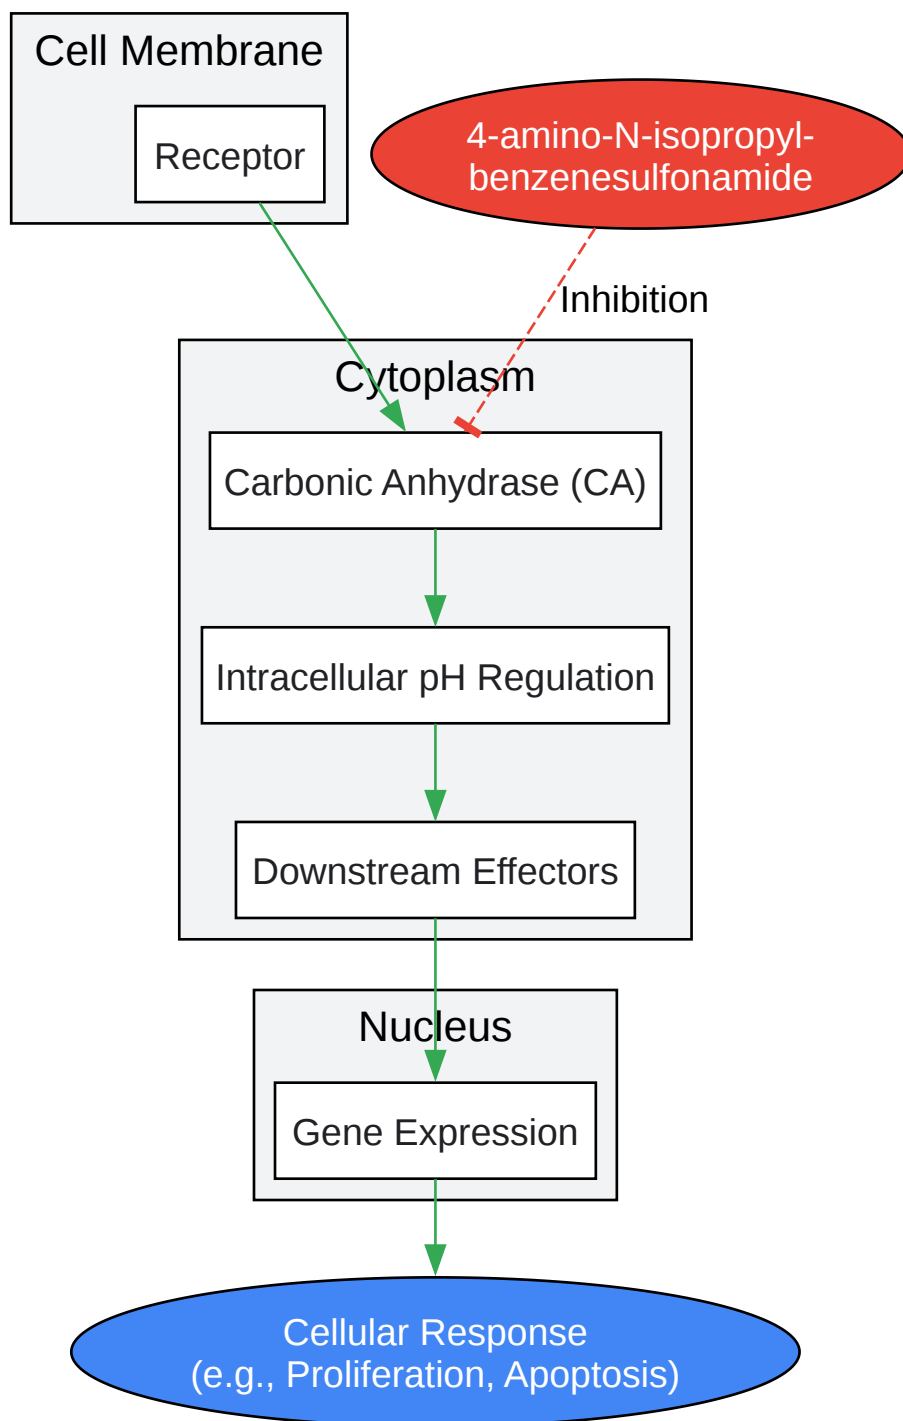 Cell Membrane
Receptor
4-amino-N-isopropyl-
benzenesulfonamide
Inhibition
Cytoplasm
Carbonic Anhydrase (CA)
Intracellular pH Regulation
Downstream Effectors
Nucleus
Gene Expression
Cellular Response
(e.g., Proliferation, Apoptosis)